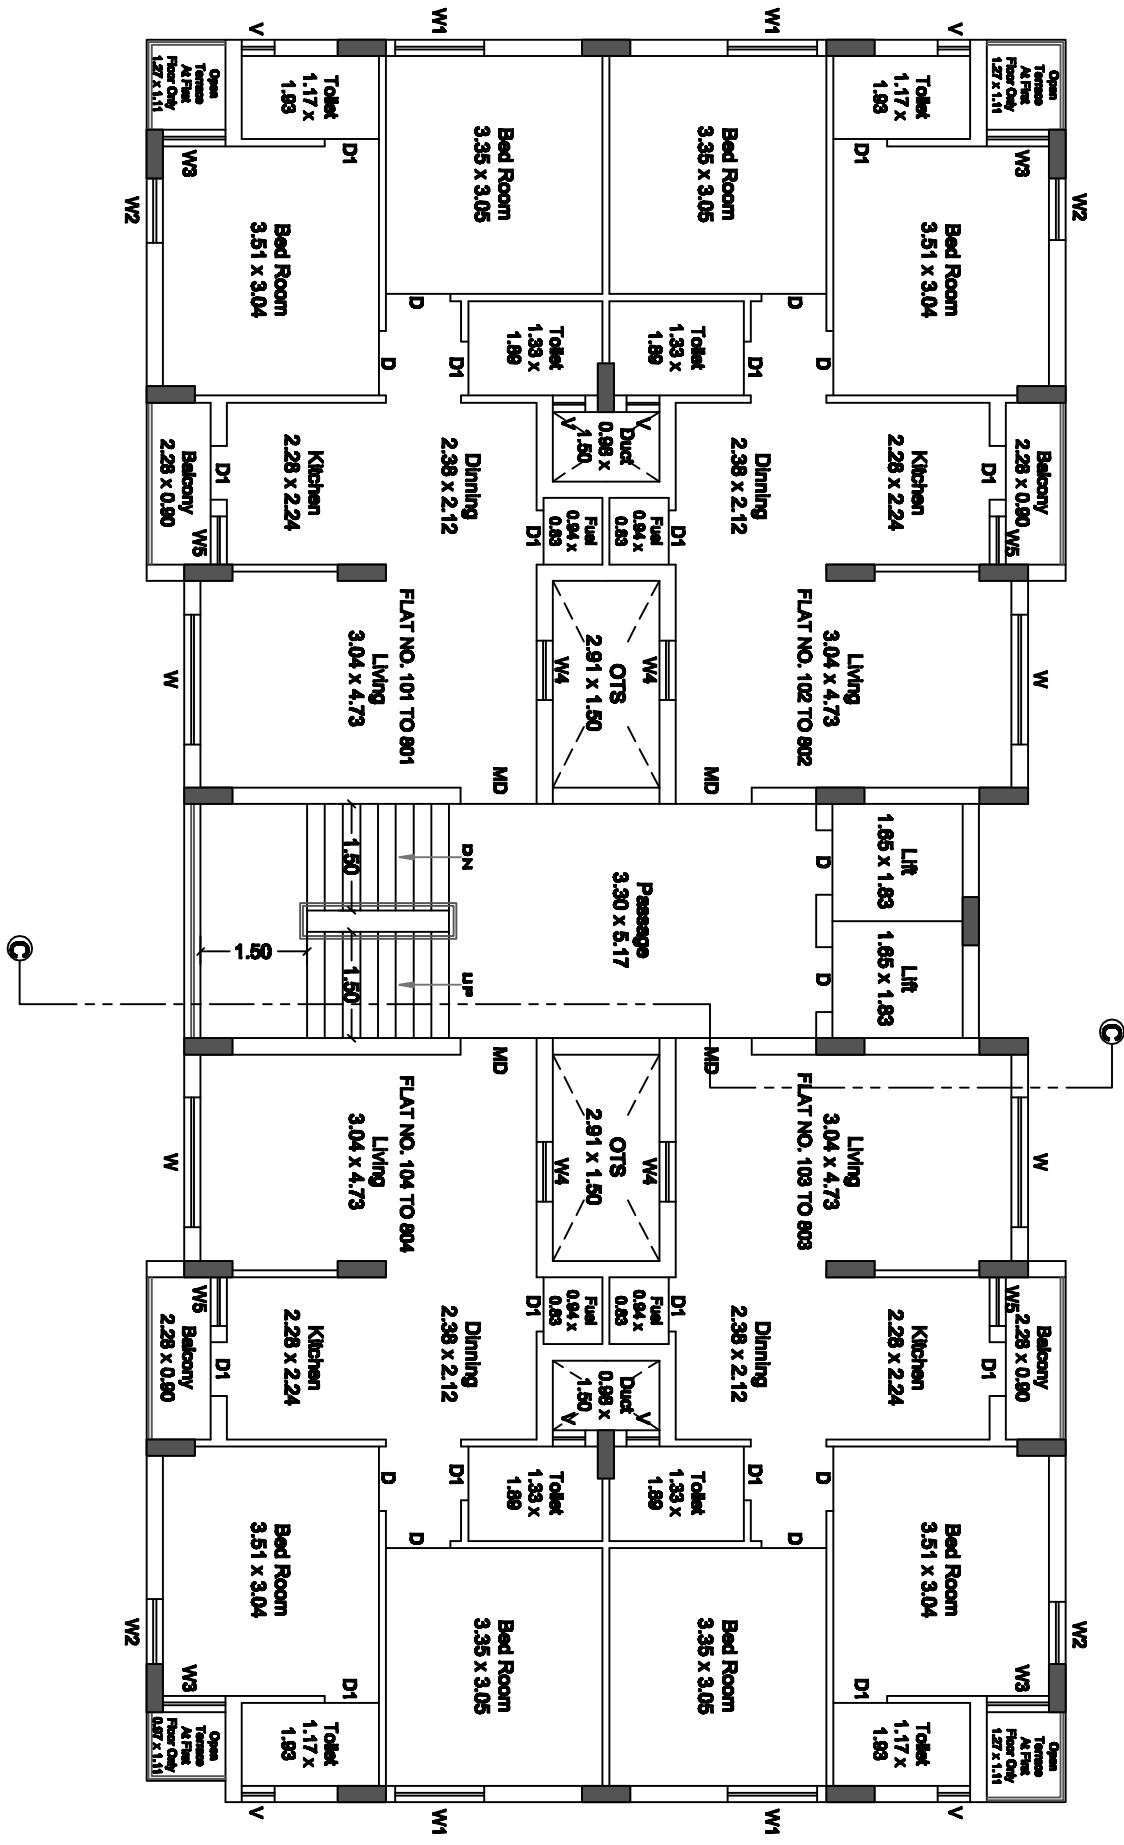 C
W2
W2
Open
Terrace
At First
Floor Only
1.27 x 1.11
W3
Balcony
2.28 x 0.90
W5
W
W
W5
Balcony
2.28 x 0.90
W3
Open
Terrace
At First
Floor Only
1.27 x 1.11
V
Toilet
1.17 x
1.93
D1
Bed Room
3.51 x 3.04
D1
Kitchen
2.28 x 2.24
Living
3.04 x 4.73
FLAT NO. 102 TO 802
Lift
1.65 x 1.83
D
Lift
1.65 x 1.83
D
Living
3.04 x 4.73
FLAT NO. 103 TO 803
D1
Kitchen
2.28 x 2.24
Bed Room
3.51 x 3.04
D1
Toilet
1.17 x
1.93
V
W1
Bed Room
3.35 x 3.05
D
D
D1
Toilet
1.33 x
1.89
Dinning
2.38 x 2.12
D1
Fuel
0.94 x
0.83
MD
MD
D1
Fuel
0.94 x
0.83
Dinning
2.38 x 2.12
D
D
D1
Toilet
1.33 x
1.89
Bed Room
3.35 x 3.05
W1
V
Duct
0.98 x
1.50
V
W4
OTS
2.91 x 1.50
W4
Passage
3.30 x 5.17
W4
OTS
2.91 x 1.50
W4
V
Duct
0.98 x
1.50
V
W1
Bed Room
3.35 x 3.05
D
D
D1
Toilet
1.33 x
1.89
Dinning
2.38 x 2.12
D1
Fuel
0.94 x
0.83
MD
DN
UP
MD
D1
Fuel
0.94 x
0.83
Dinning
2.38 x 2.12
D1
Toilet
1.33 x
1.89
D
D
Bed Room
3.35 x 3.05
W1
V
Toilet
1.17 x
1.93
D1
Bed Room
3.51 x 3.04
Kitchen
2.28 x 2.24
D1
FLAT NO. 101 TO 801
Living
3.04 x 4.73
1.50
1.50
1.50
FLAT NO. 104 TO 804
Living
3.04 x 4.73
Kitchen
2.28 x 2.24
D1
Bed Room
3.51 x 3.04
D1
Toilet
1.17 x
1.93
V
Open
Terrace
At First
Floor Only
1.27 x 1.11
W3
W2
W5
Balcony
2.28 x 0.90
W
W
W5
Balcony
2.28 x 0.90
W3
W2
Open
Terrace
At First
Floor Only
0.97 x 1.11
C